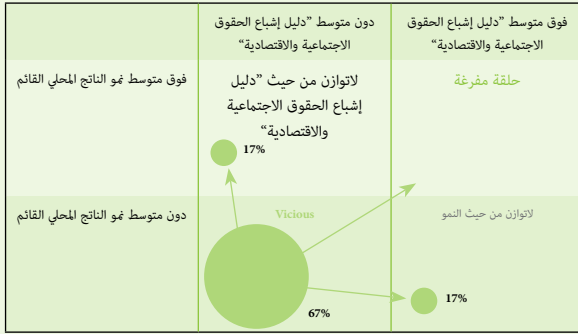 فوق متوسط “دليل إشباع الحقوق
الاجتماعية والاقتصادية“
دون متوسط “دليل إشباع الحقوق
الاجتماعية والاقتصادية“
فوق متوسط نمو الناتج المحلي القائم
لاتوازن من حيث “دليل
إشباع الحقوق الاجتماعية
والاقتصادية“
حلقة مفرغة
17%
دون متوسط نمو الناتج المحلي القائم
Vicious
لاتوازن من حيث النمو
17%
67%